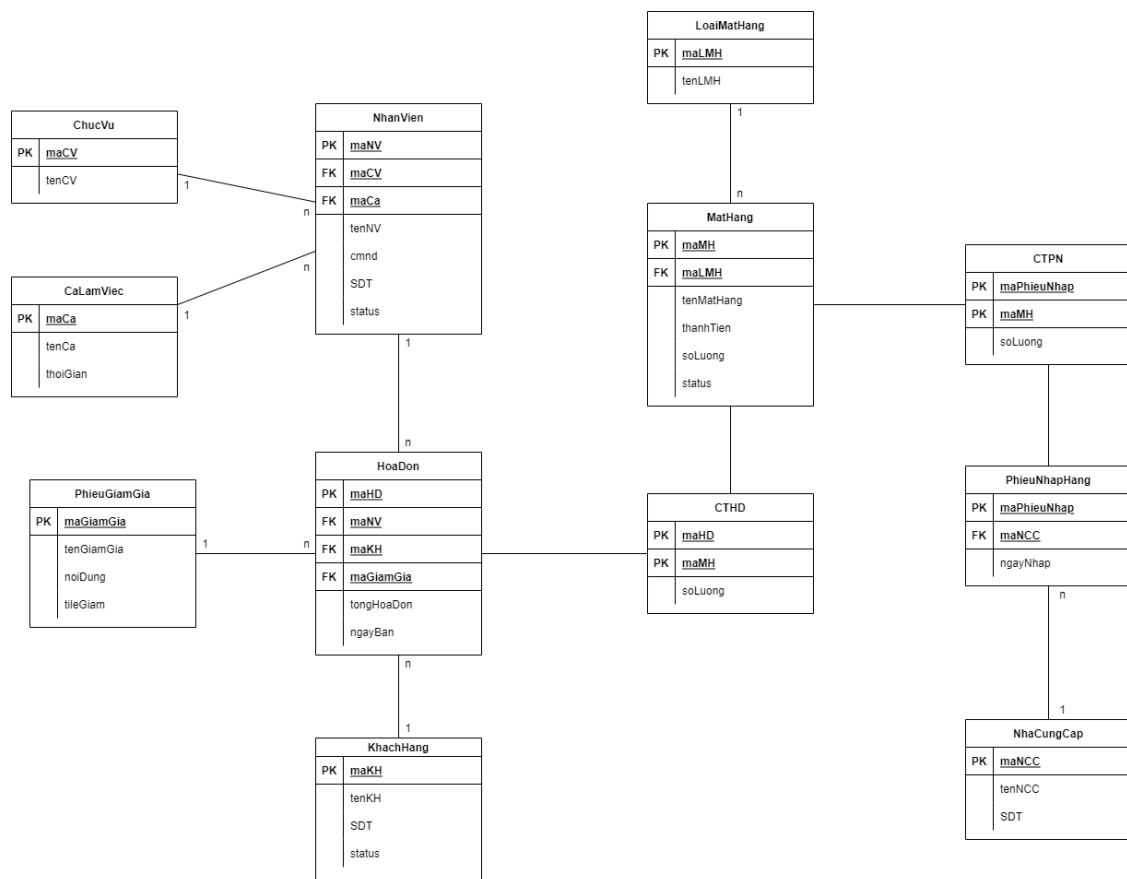 LoaiMatHang
PK maLMH
tenLMH
1
n
ChucVu
PK maCV
tenCV
1
n
NhanVien
PK maNV
FK maCV
FK maCa
tenNV
cmnd
SDT
status
1
n
CaLamViec
PK maCa
tenCa
thoiGian
1
n
MatHang
PK maMH
FK maLMH
tenMatHang
thanhTien
soLuong
status
CTPN
PK maPhieuNhap
PK maMH
soLuong
PhieuGiamGia
PK maGiamGia
tenGiamGia
noiDung
tileGiam
1
n
HoaDon
PK maHD
FK maNV
FK maKH
FK maGiamGia
tongHoaDon
ngayBan
n
1
CTHD
PK maHD
PK maMH
soLuong
PhieuNhapHang
PK maPhieuNhap
FK maNCC
ngayNhap
n
1
KhachHang
PK maKH
tenKH
SDT
status
NhaCungCap
PK maNCC
tenNCC
SDT